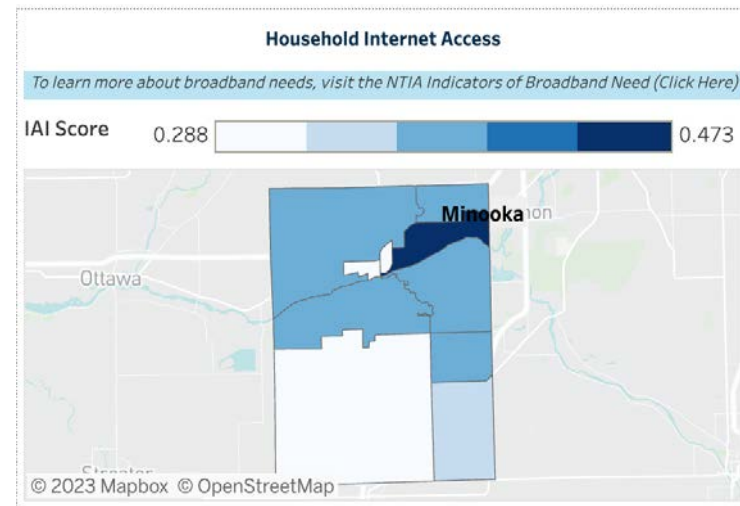 Household Internet Access
To learn more about broadband needs, visit the NTIA Indicators of Broadband Need (Click Here)
IAI Score 0.288 0.473
Minooka
Ottawa
© 2023 Mapbox © OpenStreetMap